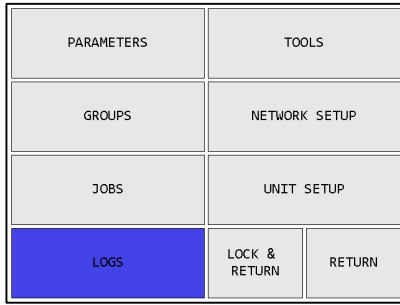 PARAMETERS
TOOLS
GROUPS
NETWORK SETUP
JOBS
UNIT SETUP
LOGS
LOCK &
RETURN
RETURN